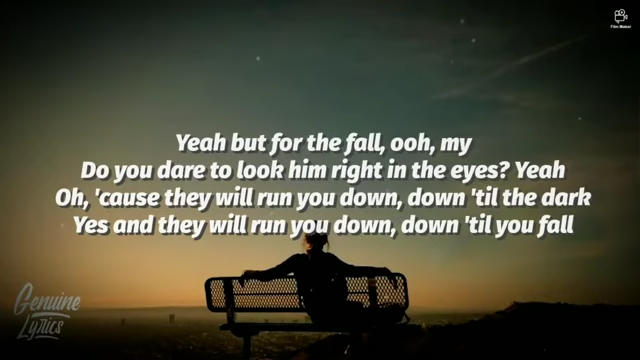 Film Maker
Yeah but for the fall, ooh, my
Do you dare to look him right in the eyes? Yeah
Oh, 'cause they will run you down, down 'til the dark
Yes and they will run you down, down 'til you fall
Genuine
Lyrics